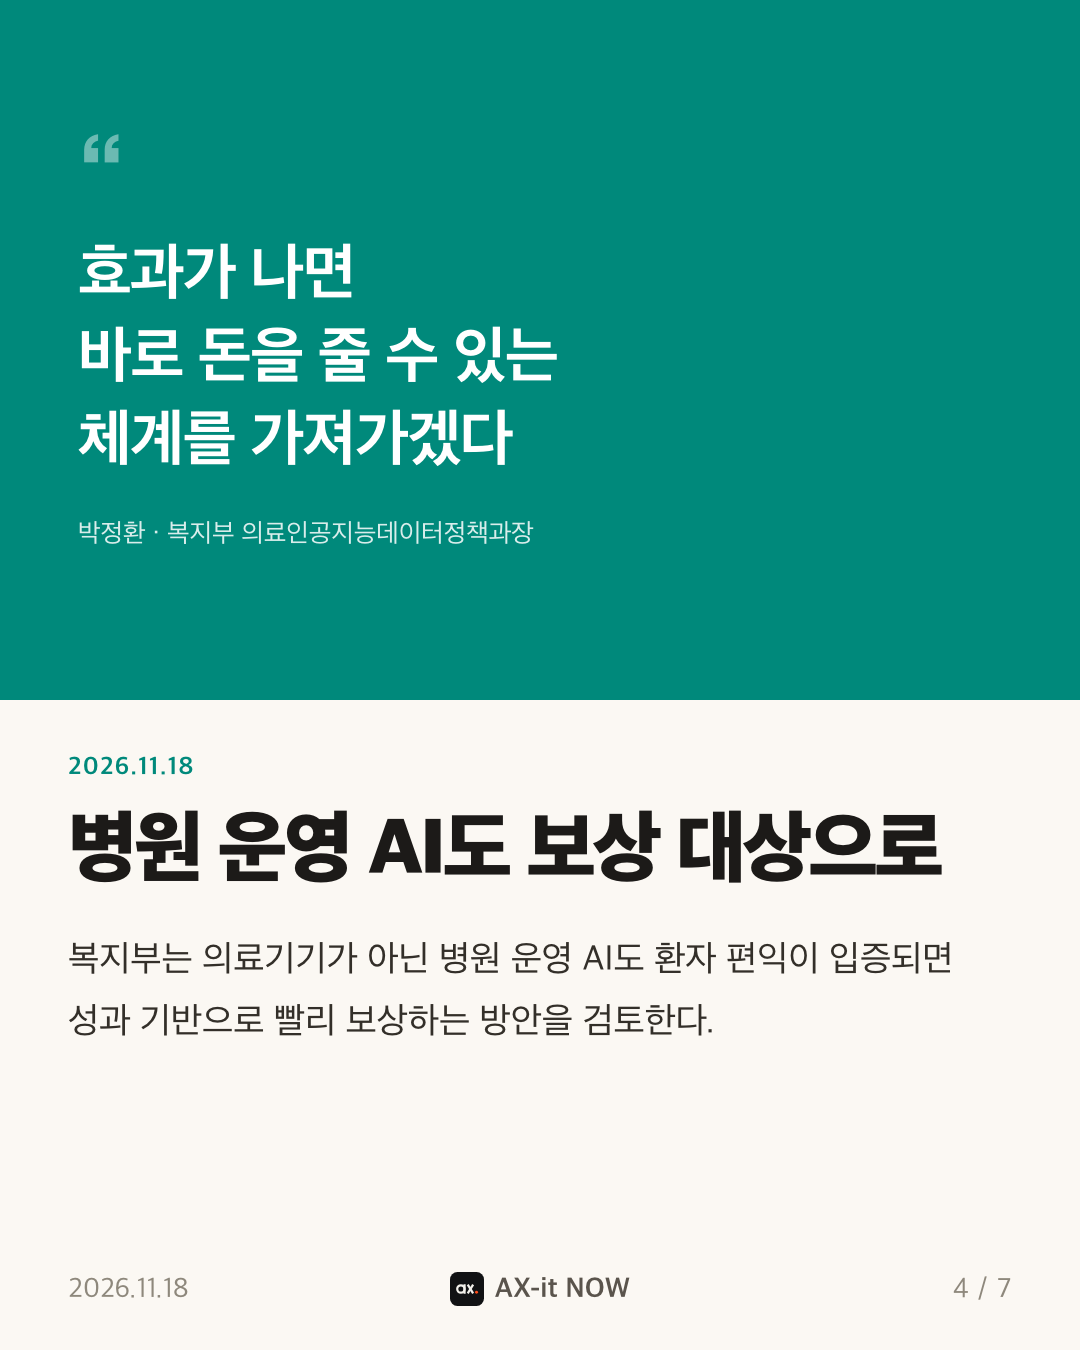 “
효과가 나면
바로 돈을 줄 수 있는
체계를 가져가겠다
박정환 · 복지부 의료인공지능데이터정책과장
2026.11.18
병원 운영 AI도 보상 대상으로
복지부는 의료기기가 아닌 병원 운영 AI도 환자 편익이 입증되면
성과 기반으로 빨리 보상하는 방안을 검토한다.
2026.11.18
ax. AX-it NOW
4 / 7